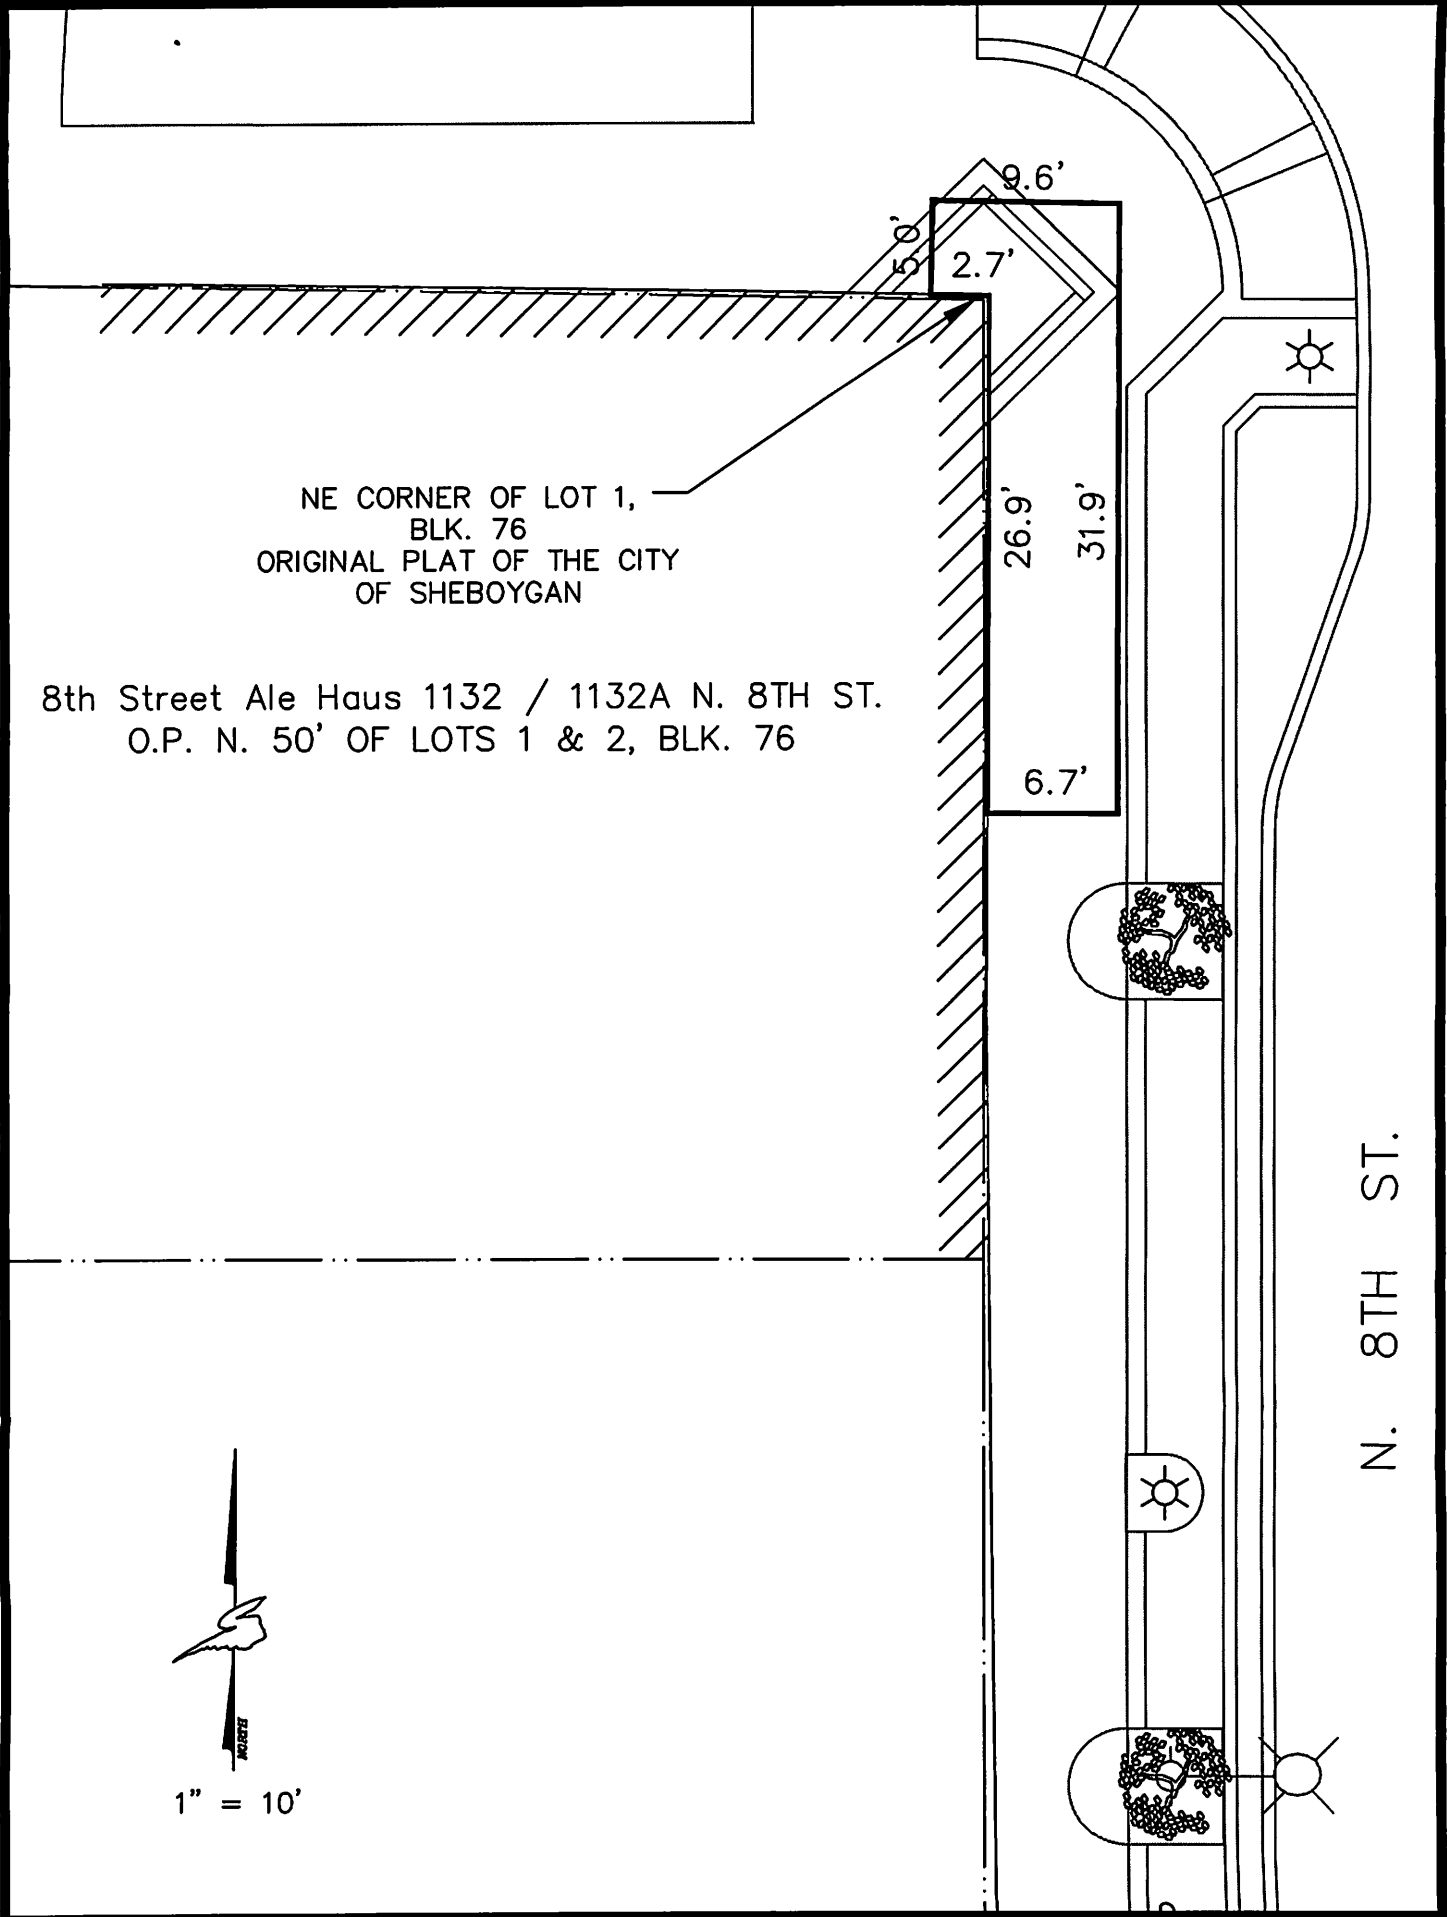 9.6'
5.0'
2.7'
NE CORNER OF LOT 1,
BLK. 76
ORIGINAL PLAT OF THE CITY
OF SHEBOYGAN
26.9'
31.9'
8th Street Ale Haus 1132 / 1132A N. 8TH ST.
O.P. N. 50' OF LOTS 1 & 2, BLK. 76
6.7'
N. 8TH ST.
NORTH
1" = 10'